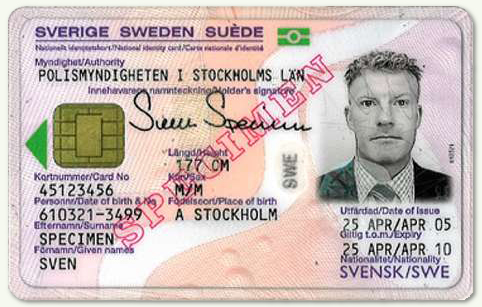 SVERIGE SWEDEN SUÈDE
Nationellt identitetskort/National identity card/Carte nationale d'identité
Myndighet/Authority
POLISMYNDIGHETEN I STOCKHOLMS LÄN
Innehavarens namnteckning/Holder's signature
Sven Specimen
SPECIMEN
SWE
Längd/Height
177 CM
Kortnummer/Card No
45123456
Kön/Sex
M/M
Personnr/Date of birth & No
610321-3499
Födelseort/Place of birth
A STOCKHOLM
Efternamn/Surname
SPECIMEN
Förnamn/Given names
SVEN
Utfärdad/Date of issue
25 APR/APR 05
Giltig t.o.m./Expiry
25 APR/APR 10
Nationalitet/Nationality
SVENSK/SWE